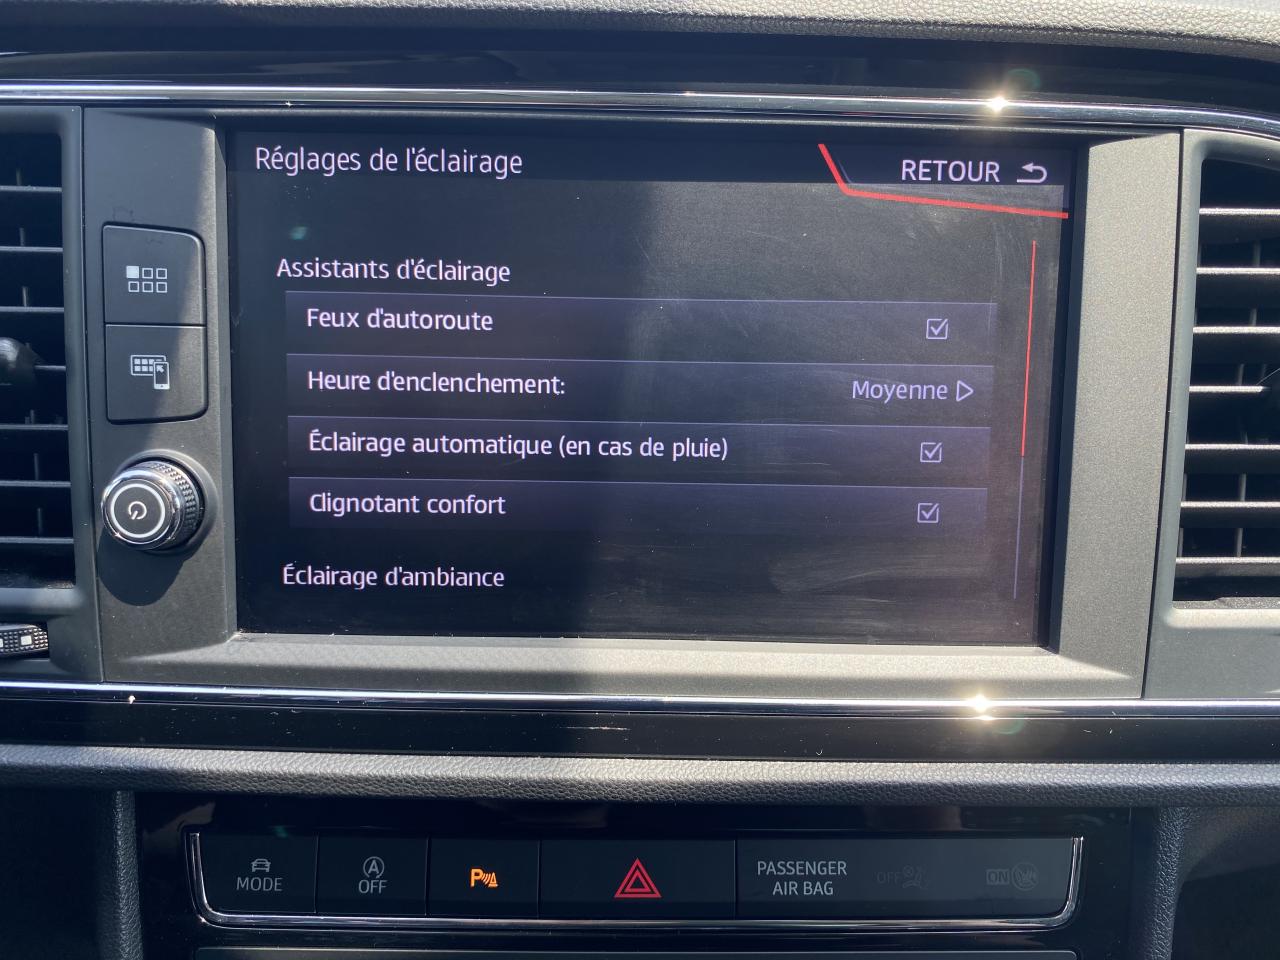 Réglages de l'éclairage
RETOUR
Assistants d'éclairage
Feux d'autoroute
Heure d'enclenchement: Moyenne
Éclairage automatique (en cas de pluie)
Clignotant confort
Éclairage d'ambiance
MODE
A
OFF
P
PASSENGER
AIR BAG
OFF
ON